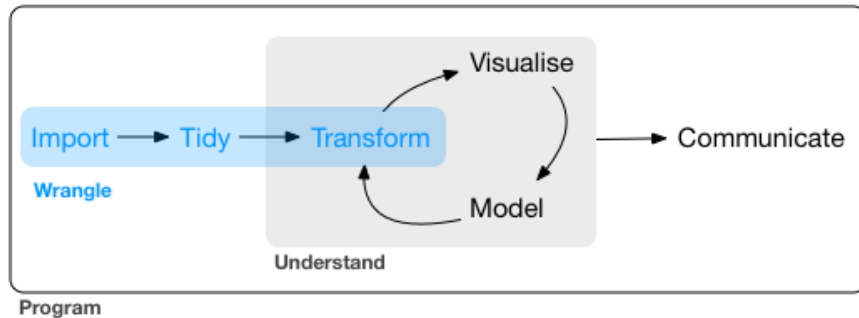 Visualise
Import
Tidy
Transform
Communicate
Wrangle
Model
Understand
Program